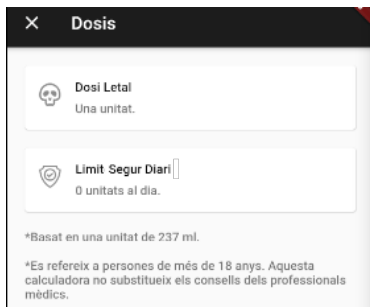 Dosis
Dosi Letal
Una unitat.
Limit Segur Diari
0 unitats al dia.
*Basat en una unitat de 237 ml.
*Es refereix a persones de més de 18 anys. Aquesta
calculadora no substitueix els consells dels professionals
mèdics.